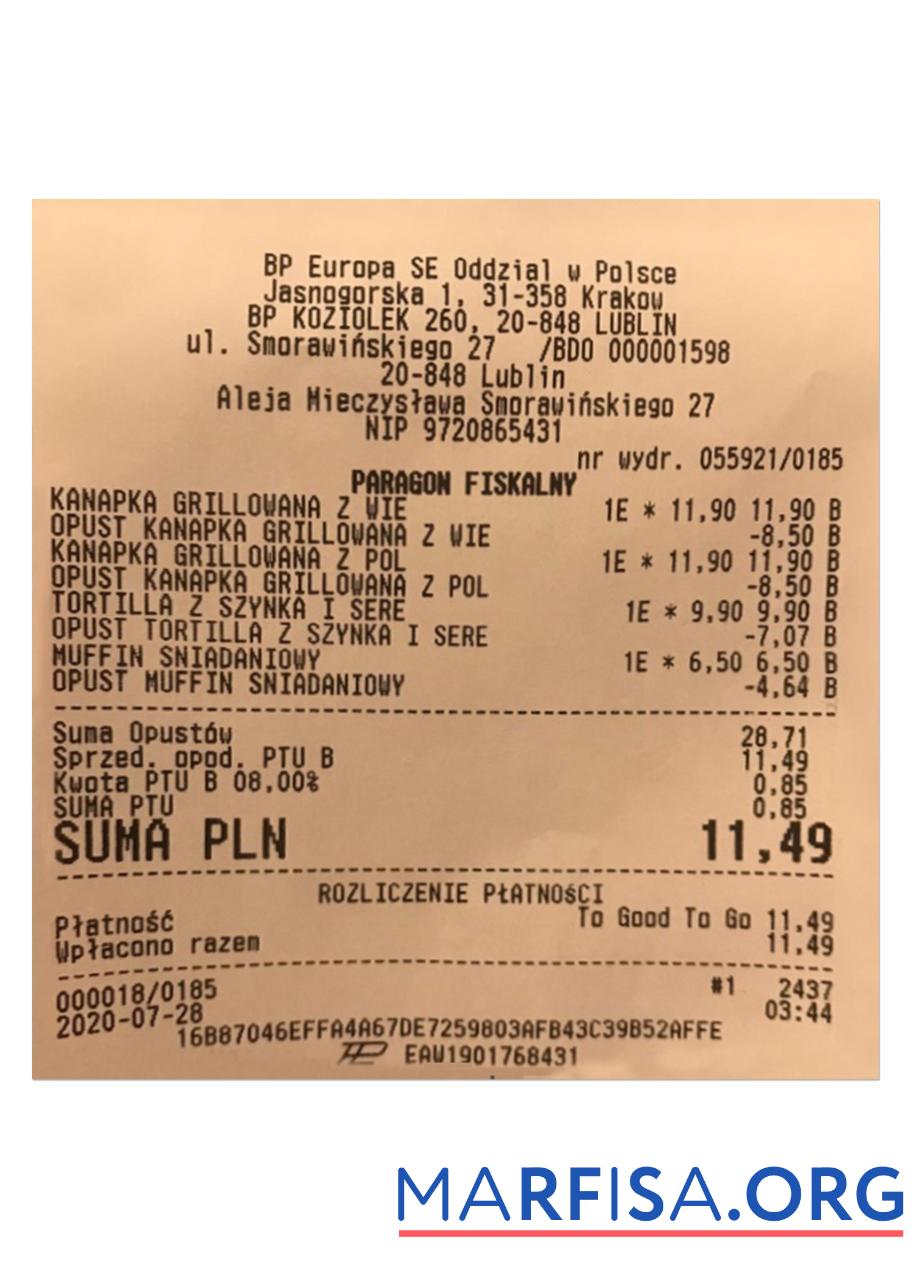 BP Europa SE Oddzial w Polsce
Jasnogorska 1, 31-358 Krakow
BP KOZIOLEK 260, 20-848 LUBLIN
ul. Smorawińskiego 27 /BDO 000001598
20-848 Lublin
Aleja Mieczysława Smorawińskiego 27
NIP 9720865431
nr wydr. 055921/0185
PARAGON FISKALNY
KANAPKA GRILLOWANA Z WIE 1E * 11,90 11,90 B
OPUST KANAPKA GRILLOWANA Z WIE -8,50 B
KANAPKA GRILLOWANA Z POL 1E * 11,90 11,90 B
OPUST KANAPKA GRILLOWANA Z POL -8,50 B
TORTILLA Z SZYNKA I SERE 1E * 9,90 9,90 B
OPUST TORTILLA Z SZYNKA I SERE -7,07 B
MUFFIN SNIADANIOWY 1E * 6,50 6,50 B
OPUST MUFFIN SNIADANIOWY -4,64 B
Suma Opustów 28,71
Sprzed. opod. PTU B 11,49
Kwota PTU B 08,00% 0,85
SUMA PTU 0,85
SUMA PLN 11,49
ROZLICZENIE PŁATNOŚCI
Płatność To Good To Go 11,49
Wpłacono razem 11,49
000018/0185 #1 2437
2020-07-28 03:44
16B87046EFFA4A67DE7259803AFB43C39B52AFFE
EAW1901768431
MARFISA.ORG